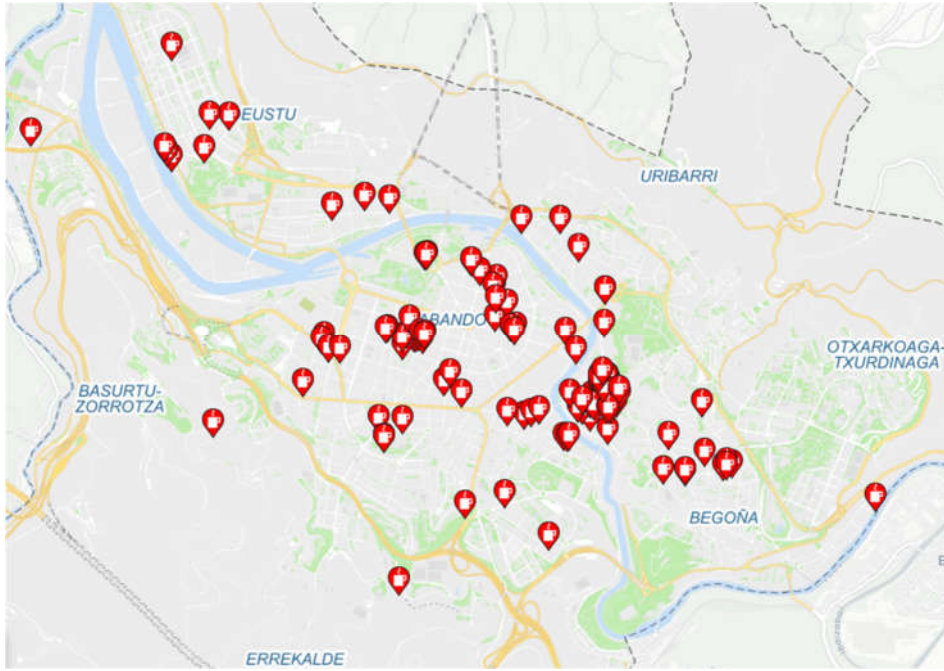 EUSTU
URIBARRI
ABANDO
OTXARKOAGA-
TXURDINAGA
BASURTU-
ZORROTZA
BEGOÑA
ERREKALDE